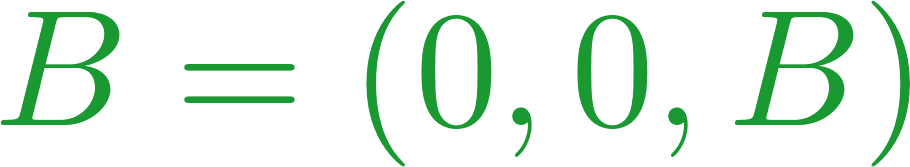 B = (0, 0, B)